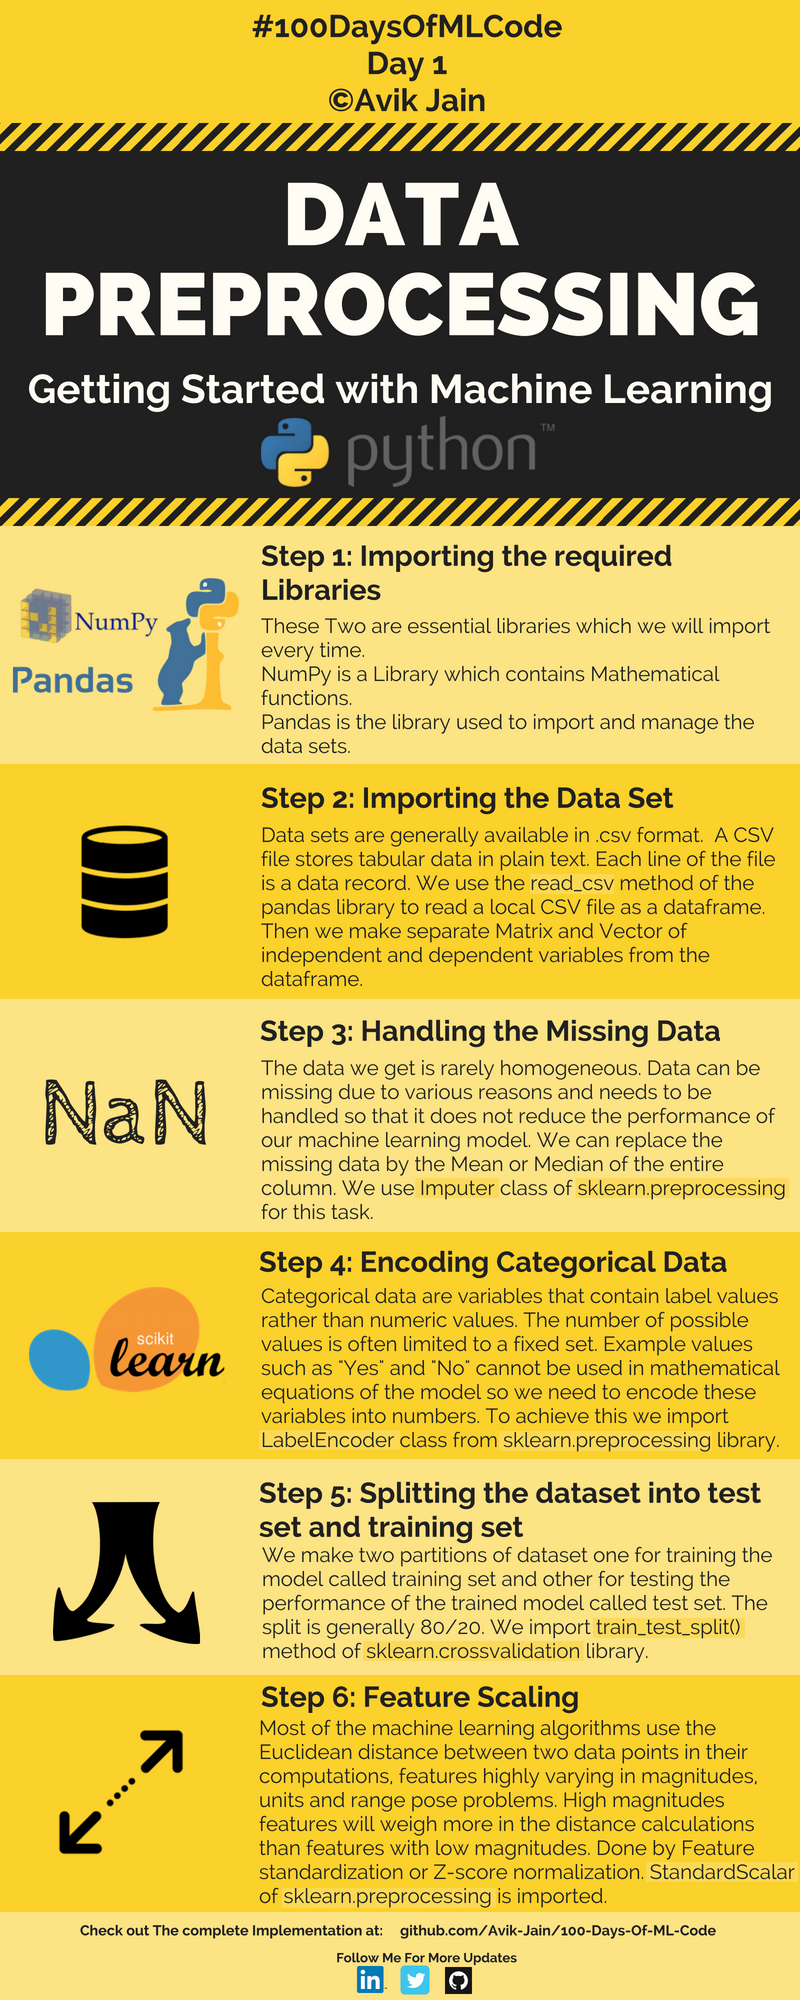 #100DaysOfMLCode
Day 1
©Avik Jain
DATA
PREPROCESSING
Getting Started with Machine Learning
python™
NumPy
Pandas
Step 1: Importing the required
Libraries
These Two are essential libraries which we will import
every time.
NumPy is a Library which contains Mathematical
functions.
Pandas is the library used to import and manage the
data sets.
Step 2: Importing the Data Set
Data sets are generally available in .csv format.  A CSV
file stores tabular data in plain text. Each line of the file
is a data record. We use the read_csv method of the
pandas library to read a local CSV file as a dataframe.
Then we make separate Matrix and Vector of
independent and dependent variables from the
dataframe.
NaN
Step 3: Handling the Missing Data
The data we get is rarely homogeneous. Data can be
missing due to various reasons and needs to be
handled so that it does not reduce the performance of
our machine learning model. We can replace the
missing data by the Mean or Median of the entire
column. We use Imputer class of sklearn.preprocessing
for this task.
scikit
learn
Step 4: Encoding Categorical Data
Categorical data are variables that contain label values
rather than numeric values. The number of possible
values is often limited to a fixed set. Example values
such as "Yes" and "No" cannot be used in mathematical
equations of the model so we need to encode these
variables into numbers. To achieve this we import
LabelEncoder class from sklearn.preprocessing library.
Step 5: Splitting the dataset into test
set and training set
We make two partitions of dataset one for training the
model called training set and other for testing the
performance of the trained model called test set. The
split is generally 80/20. We import train_test_split()
method of sklearn.crossvalidation library.
Step 6: Feature Scaling
Most of the machine learning algorithms use the
Euclidean distance between two data points in their
computations, features highly varying in magnitudes,
units and range pose problems. High magnitudes
features will weigh more in the distance calculations
than features with low magnitudes. Done by Feature
standardization or Z-score normalization. StandardScalar
of sklearn.preprocessing is imported.
Check out The complete Implementation at: github.com/Avik-Jain/100-Days-Of-ML-Code
Follow Me For More Updates
in